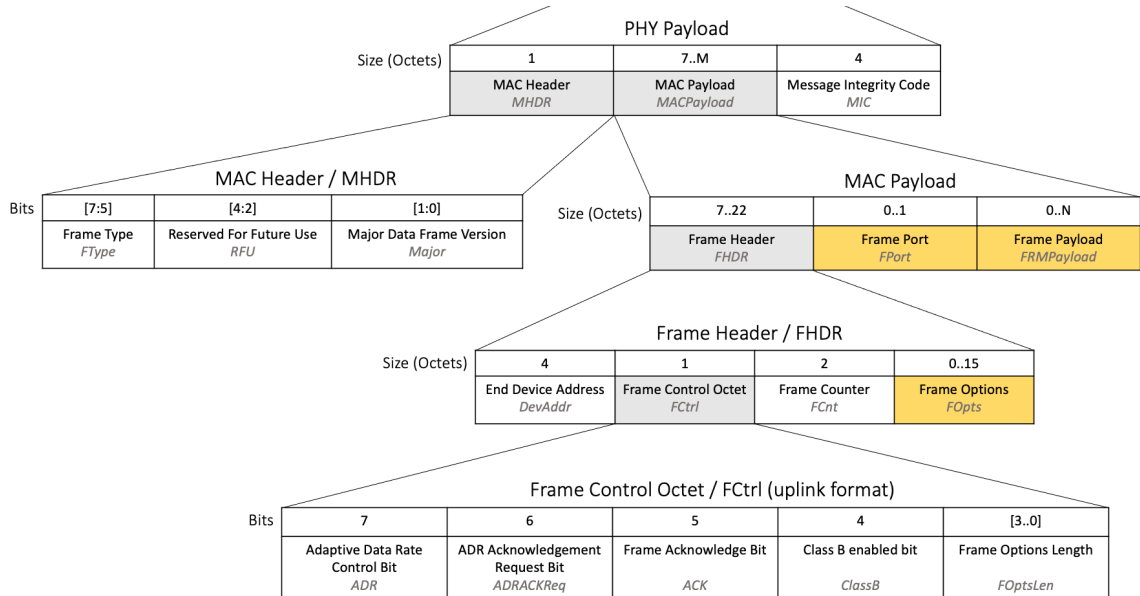 PHY Payload
Size (Octets) 1 7..M 4
MAC Header MAC Payload Message Integrity Code
MHDR MACPayload MIC
MAC Header / MHDR
Bits [7:5] [4:2] [1:0]
Frame Type Reserved For Future Use Major Data Frame Version
FType RFU Major
MAC Payload
Size (Octets) 7..22 0..1 0..N
Frame Header Frame Port Frame Payload
FHDR FPort FRMPayload
Frame Header / FHDR
Size (Octets) 4 1 2 0..15
End Device Address Frame Control Octet Frame Counter Frame Options
DevAddr FCtrl FCnt FOpts
Frame Control Octet / FCtrl (uplink format)
Bits 7 6 5 4 [3..0]
Adaptive Data Rate ADR Acknowledgement Frame Acknowledge Bit Class B enabled bit Frame Options Length
Control Bit Request Bit
ADR ADRACKReq ACK ClassB FOptsLen